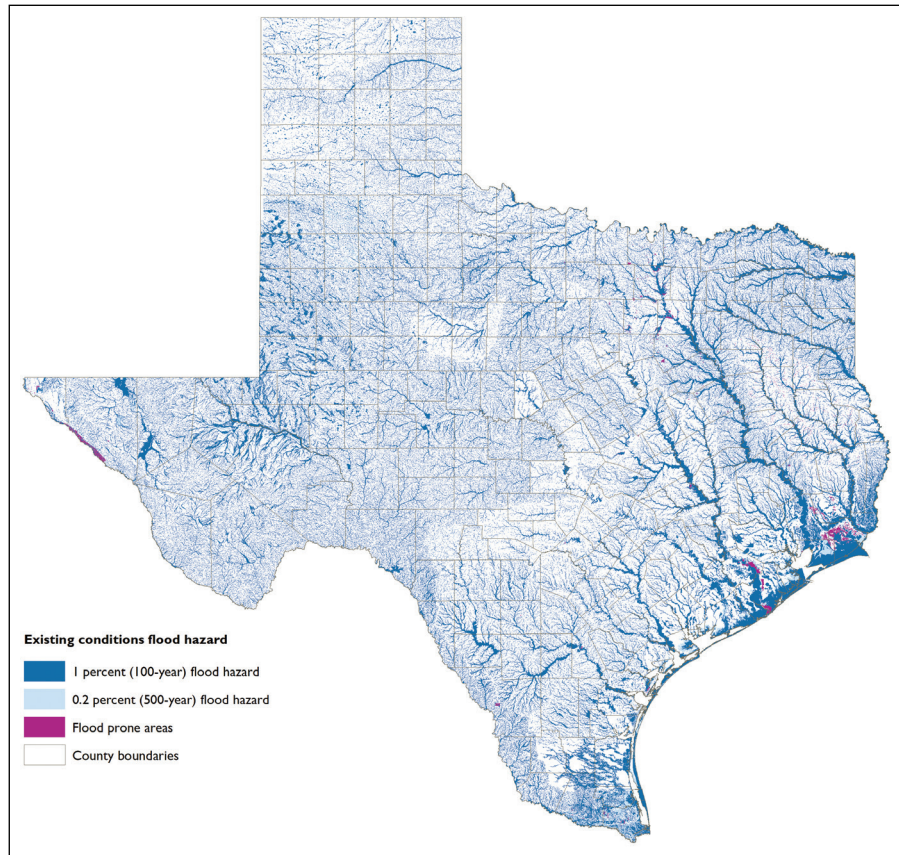 Existing conditions flood hazard
1 percent (100-year) flood hazard
0.2 percent (500-year) flood hazard
Flood prone areas
County boundaries